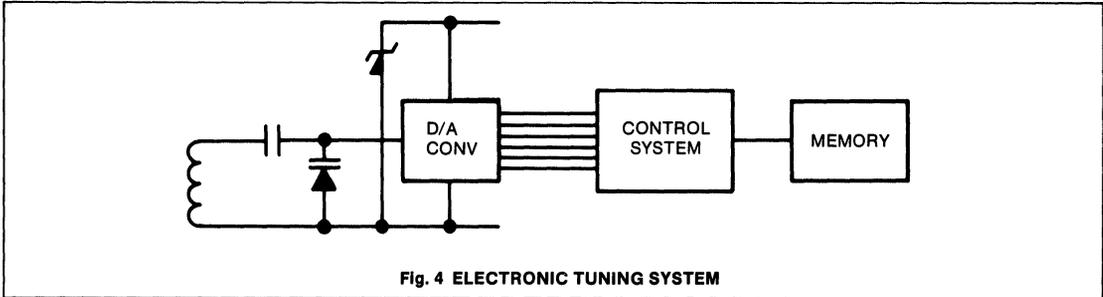 D/A
CONV
CONTROL
SYSTEM
MEMORY
Fig. 4 ELECTRONIC TUNING SYSTEM